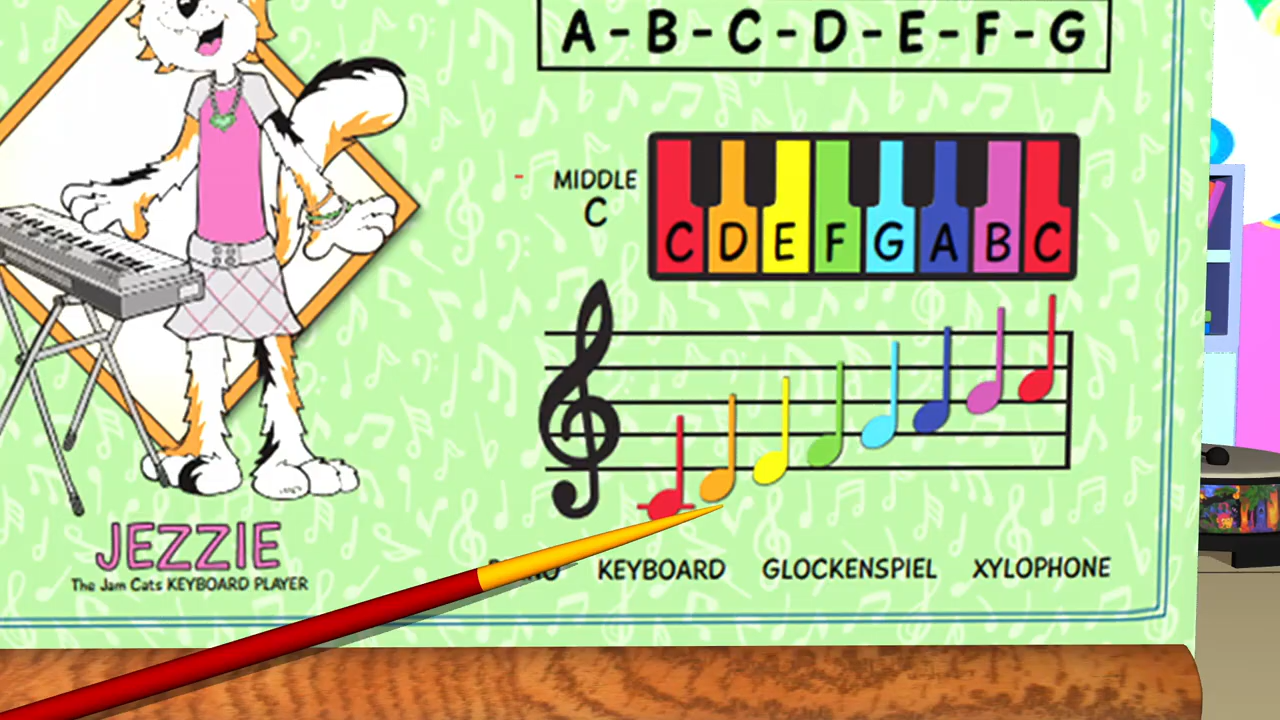 A - B - C - D - E - F - G
MIDDLE
C
C D E F G A B C
KEYBOARD GLOCKENSPIEL XYLOPHONE
JEZZIE
The Jam Cats KEYBOARD PLAYER